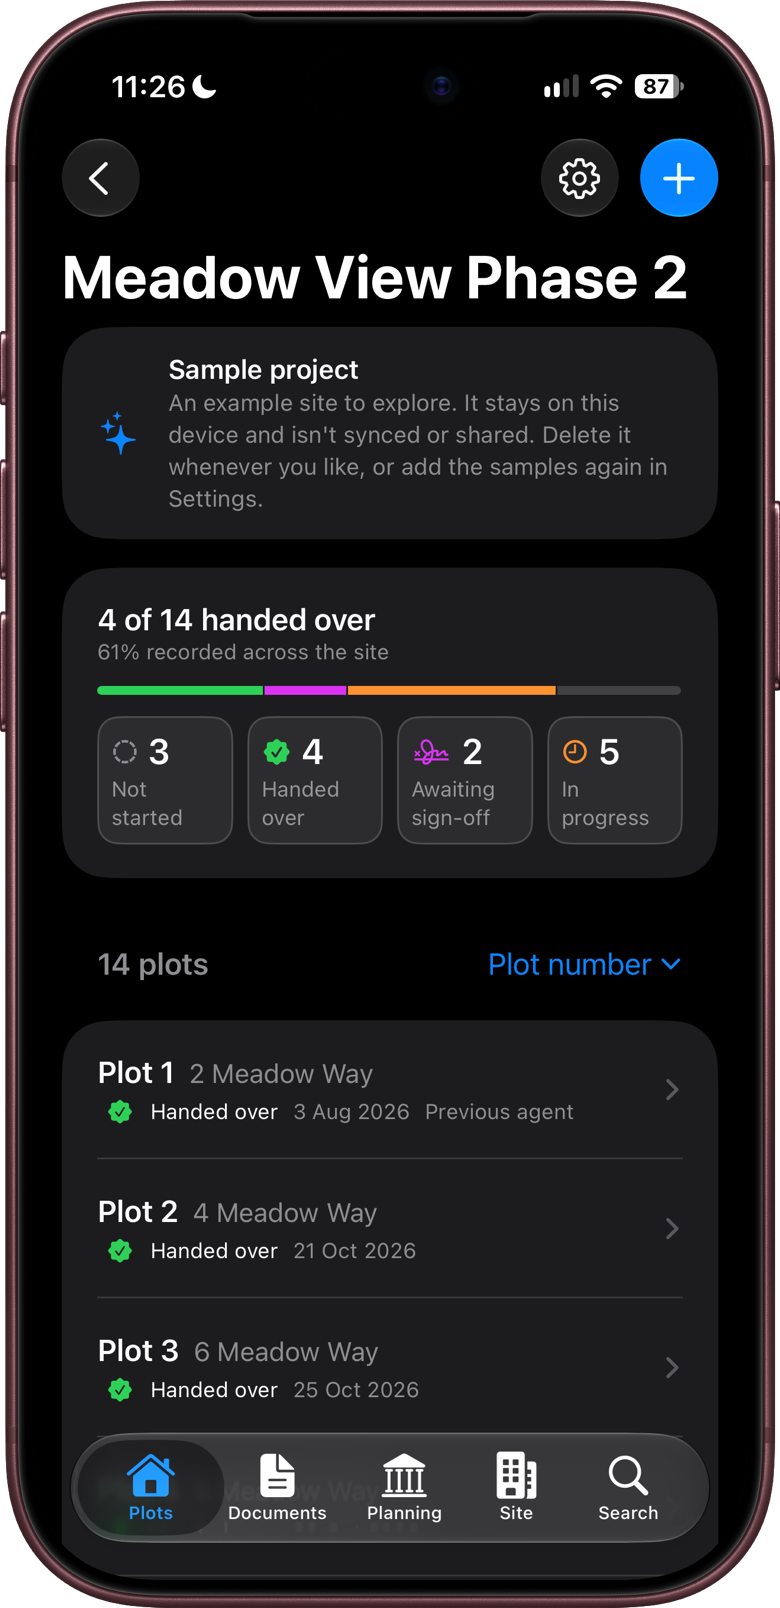 11:26
87
Meadow View Phase 2
Sample project
An example site to explore. It stays on this
device and isn't synced or shared. Delete it
whenever you like, or add the samples again in
Settings.
4 of 14 handed over
61% recorded across the site
3
Not
started
4
Handed
over
2
Awaiting
sign-off
5
In
progress
14 plots
Plot number
Plot 1 2 Meadow Way
Handed over 3 Aug 2026 Previous agent
Plot 2 4 Meadow Way
Handed over 21 Oct 2026
Plot 3 6 Meadow Way
Handed over 25 Oct 2026
Plots
Documents
Planning
Site
Search